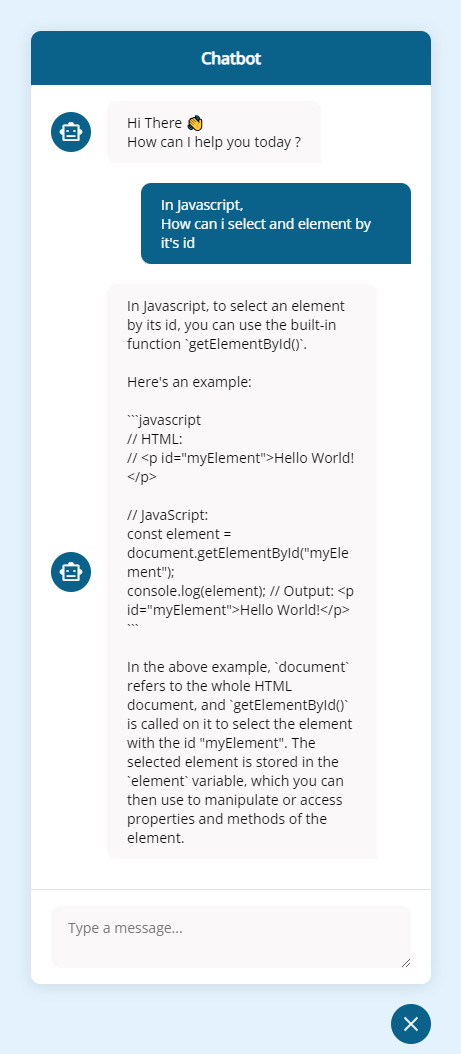 Chatbot
Hi There 👋
How can I help you today ?
In Javascript,
How can i select and element by
it's id
In Javascript, to select an element
by its id, you can use the built-in
function `getElementById()`.
Here's an example:
```javascript
// HTML:
// <p id="myElement">Hello World!
</p>
// JavaScript:
const element =
document.getElementById("myEle
ment");
console.log(element); // Output: <p
id="myElement">Hello World!</p>
```
In the above example, `document`
refers to the whole HTML
document, and `getElementById()`
is called on it to select the element
with the id "myElement". The
selected element is stored in the
`element` variable, which you can
then use to manipulate or access
properties and methods of the
element.
Type a message...